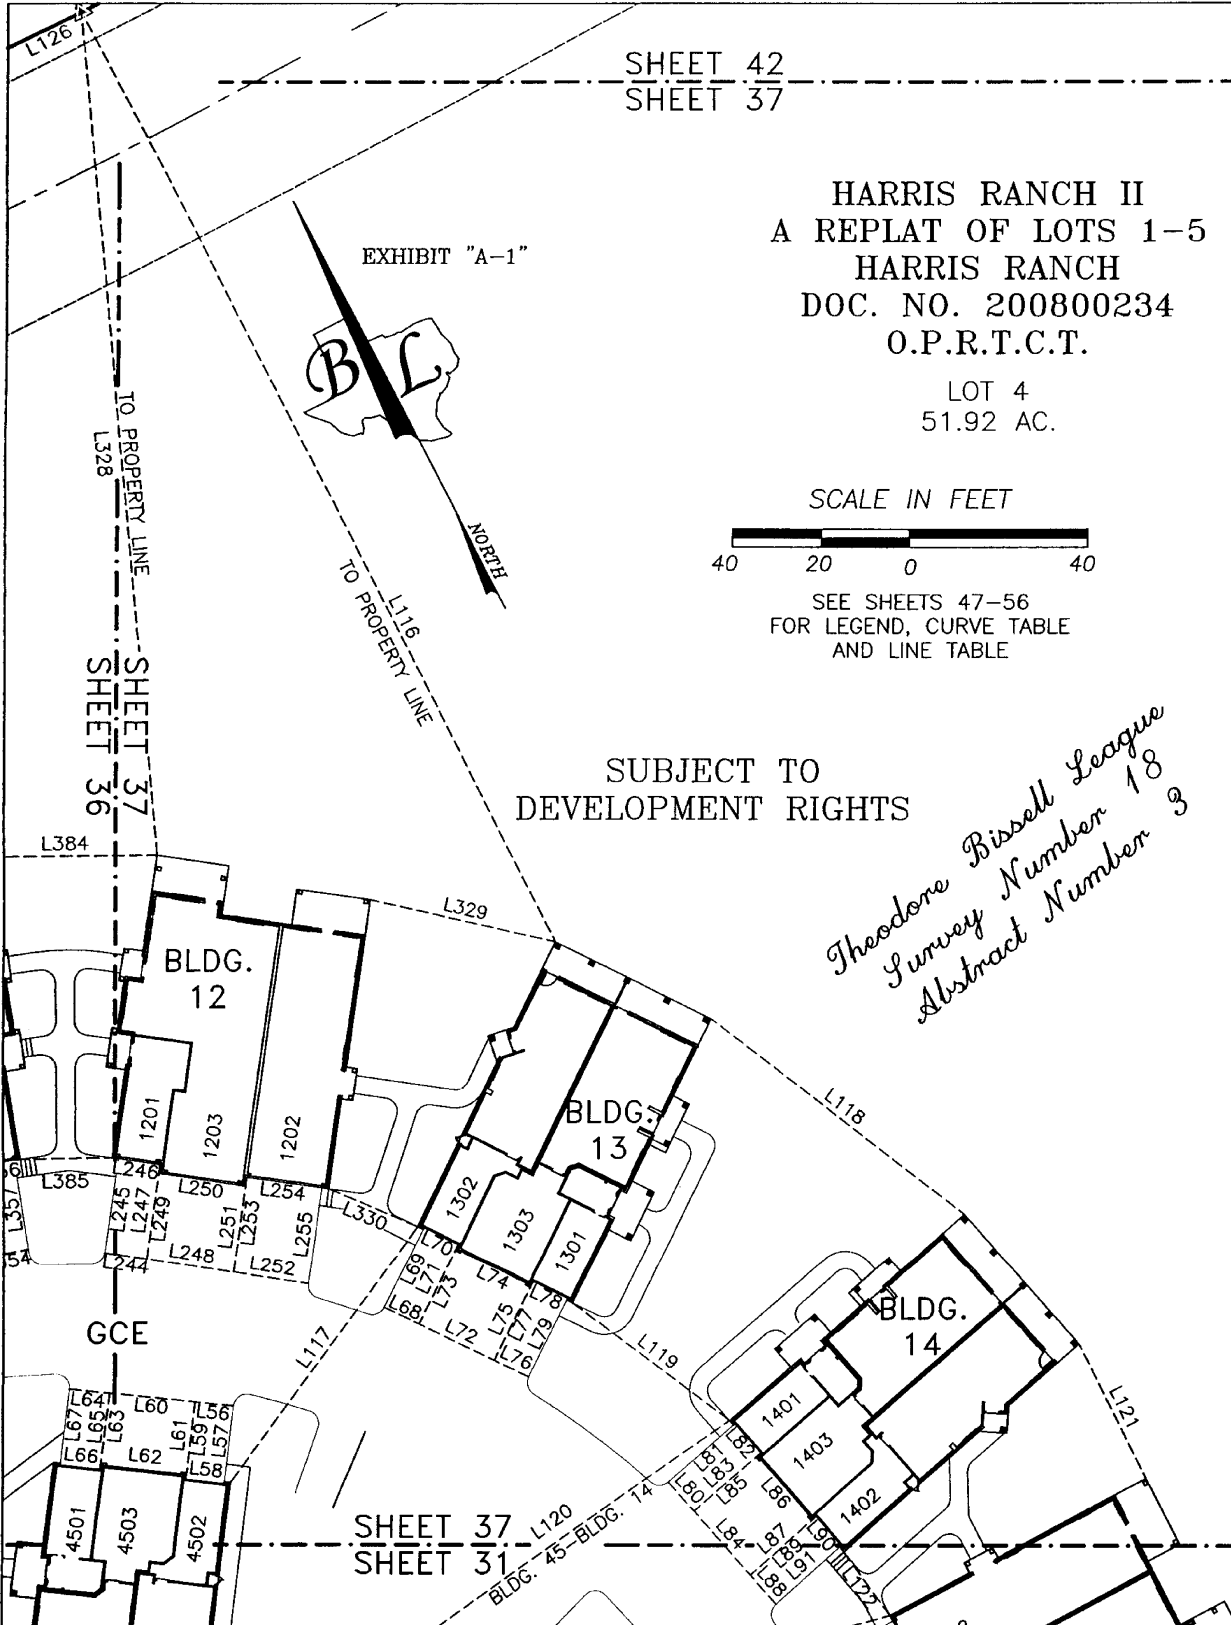 L126
SHEET 42
SHEET 37
HARRIS RANCH II
A REPLAT OF LOTS 1-5
HARRIS RANCH
DOC. NO. 200800234
O.P.R.T.C.T.
LOT 4
51.92 AC.
EXHIBIT "A-1"
B L
NORTH
SCALE IN FEET
40 20 0 40
SEE SHEETS 47-56
FOR LEGEND, CURVE TABLE
AND LINE TABLE
TO PROPERTY LINE
L328
L116
TO PROPERTY LINE
SHEET 37
SHEET 36
SUBJECT TO
DEVELOPMENT RIGHTS
Theodore Bissell League
Survey Number 18
Abstract Number 3
L384
L329
BLDG.
12
1201
1203
1202
BLDG.
13
1302
1303
1301
L118
L385
L357
246
L250
L254
L330
L245
L247
L249
L251
L253
L255
L244
L248
L252
L70
L69
L71
L73
L74
L78
L68
L72
L75
L77
L79
L76
L117
L119
GCE
BLDG.
14
1401
1403
1402
L121
L64
L60
L56
L67
L65
L63
L61
L59
L57
L66
L62
L58
4501
4503
4502
L82
L81
L83
L85
L80
L86
L84
L87
L89
L91
L88
L90
L122
L120
BLDG. 45-BLDG. 14
SHEET 37
SHEET 31